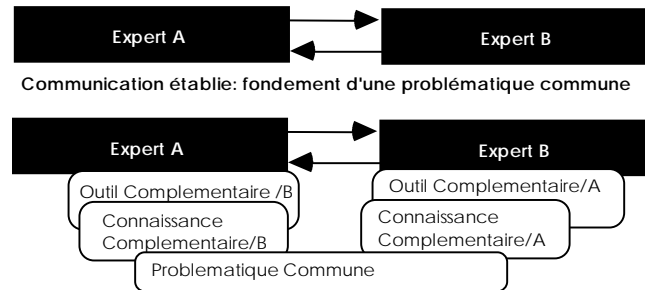 Expert A
Expert B
Communication établie: fondement d'une problématique commune
Expert A
Expert B
Outil Complementaire /B
Connaissance
Complementaire/B
Outil Complementaire/A
Connaissance
Complementaire/A
Problematique Commune